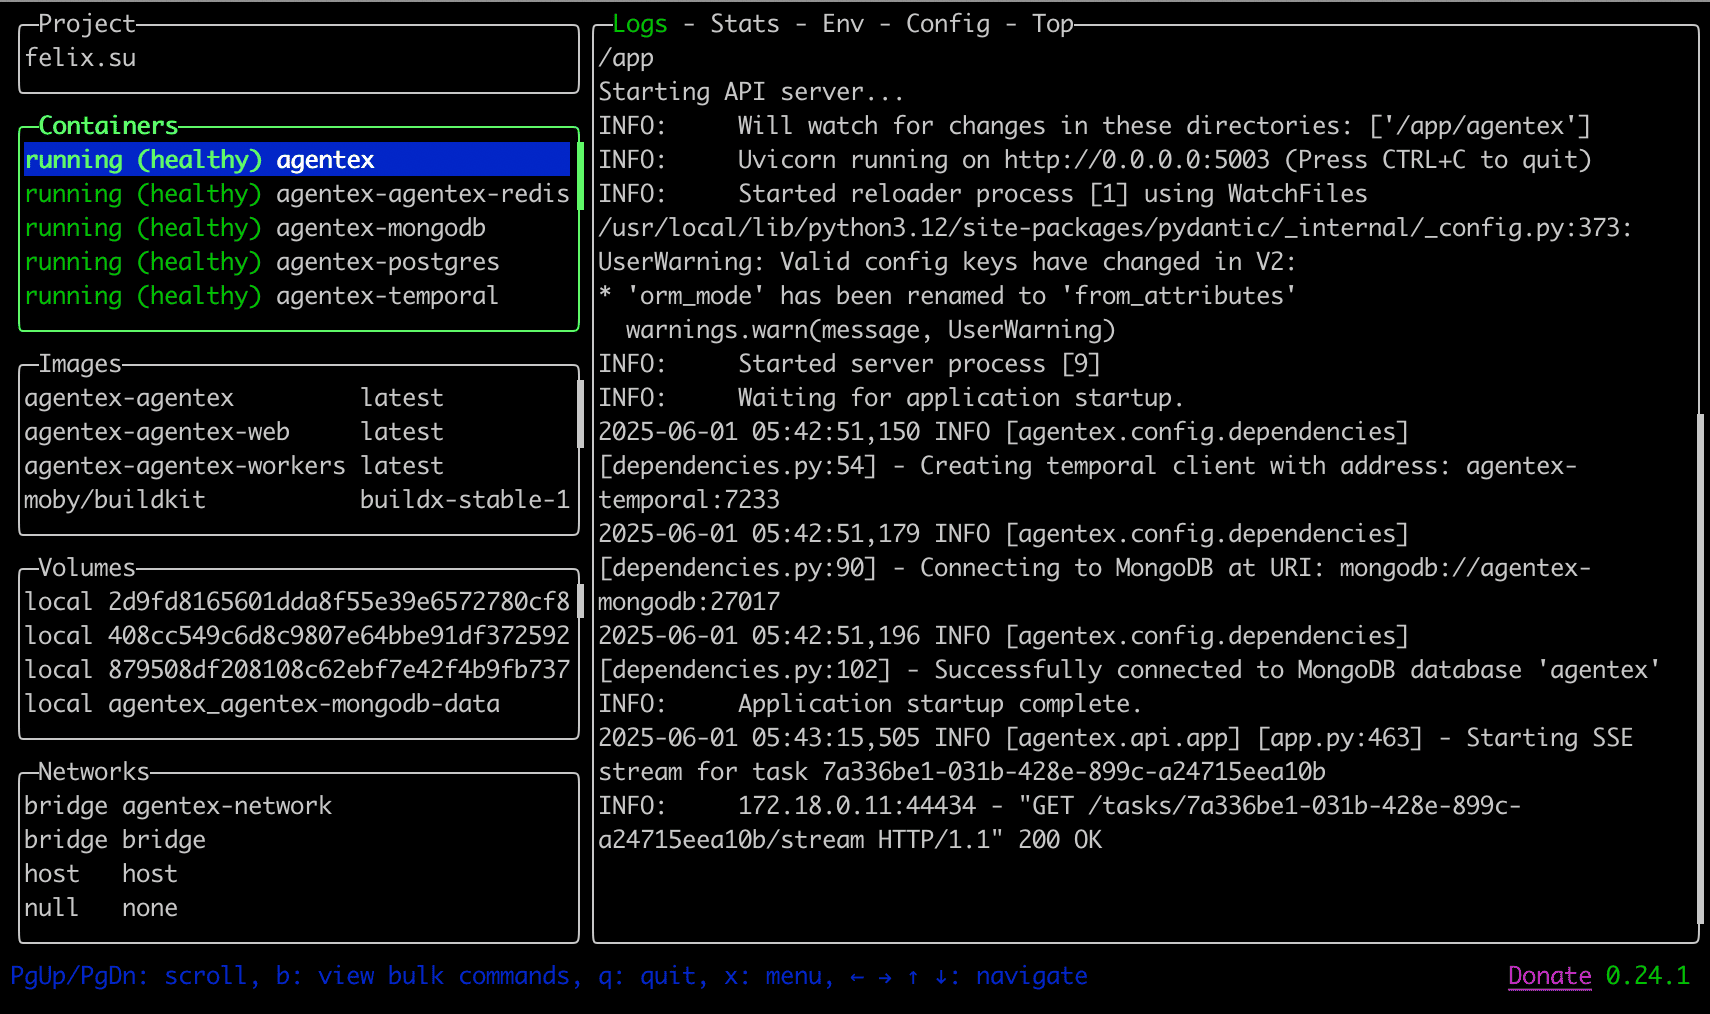 Project
felix.su
Containers
running (healthy) agentex
running (healthy) agentex-agentex-redis
running (healthy) agentex-mongodb
running (healthy) agentex-postgres
running (healthy) agentex-temporal
Images
agentex-agentex latest
agentex-agentex-web latest
agentex-agentex-workers latest
moby/buildkit buildx-stable-1
Volumes
local 2d9fd8165601dda8f55e39e6572780cf8
local 408cc549c6d8c9807e64bbe91df372592
local 879508df208108c62ebf7e42f4b9fb737
local agentex_agentex-mongodb-data
Networks
bridge agentex-network
bridge bridge
host host
null none
Logs - Stats - Env - Config - Top
/app
Starting API server...
INFO:     Will watch for changes in these directories: ['/app/agentex']
INFO:     Uvicorn running on http://0.0.0.0:5003 (Press CTRL+C to quit)
INFO:     Started reloader process [1] using WatchFiles
/usr/local/lib/python3.12/site-packages/pydantic/_internal/_config.py:373:
UserWarning: Valid config keys have changed in V2:
* 'orm_mode' has been renamed to 'from_attributes'
  warnings.warn(message, UserWarning)
INFO:     Started server process [9]
INFO:     Waiting for application startup.
2025-06-01 05:42:51,150 INFO [agentex.config.dependencies]
[dependencies.py:54] - Creating temporal client with address: agentex-
temporal:7233
2025-06-01 05:42:51,179 INFO [agentex.config.dependencies]
[dependencies.py:90] - Connecting to MongoDB at URI: mongodb://agentex-
mongodb:27017
2025-06-01 05:42:51,196 INFO [agentex.config.dependencies]
[dependencies.py:102] - Successfully connected to MongoDB database 'agentex'
INFO:     Application startup complete.
2025-06-01 05:43:15,505 INFO [agentex.api.app] [app.py:463] - Starting SSE
stream for task 7a336be1-031b-428e-899c-a24715eea10b
INFO:     172.18.0.11:44434 - "GET /tasks/7a336be1-031b-428e-899c-
a24715eea10b/stream HTTP/1.1" 200 OK
PgUp/PgDn: scroll, b: view bulk commands, q: quit, x: menu, ← → ↑ ↓: navigate
Donate 0.24.1